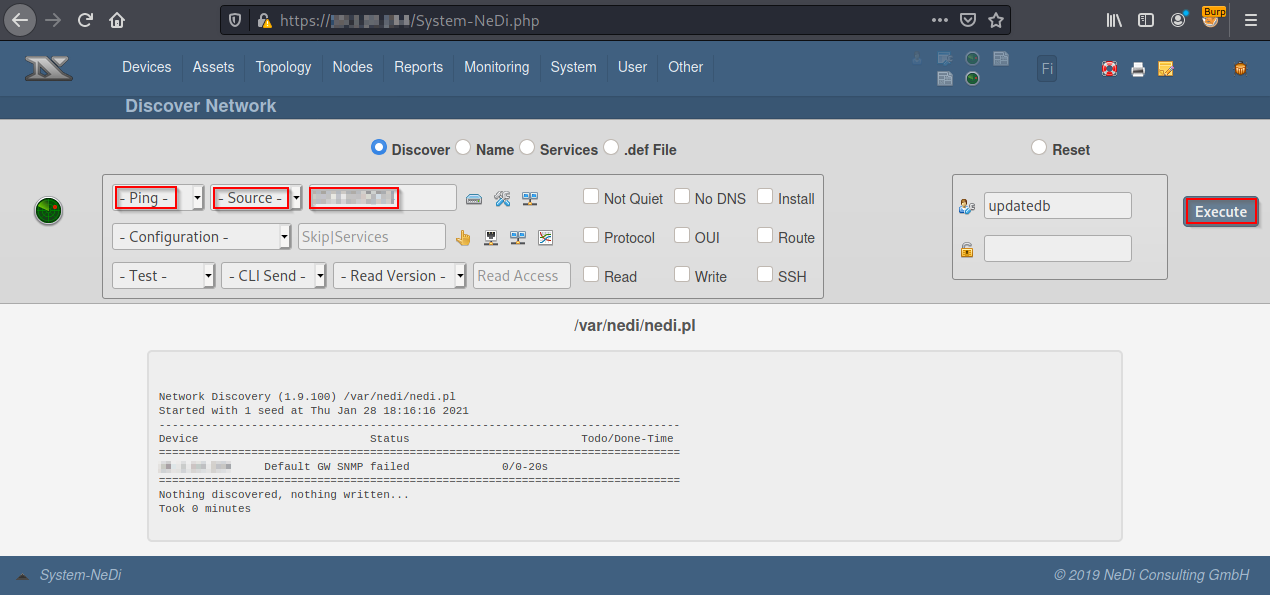 https:// /System-NeDi.php
Burp
Devices Assets Topology Nodes Reports Monitoring System User Other
Fi
Discover Network
Discover Name Services .def File Reset
- Ping - - Source - Not Quiet No DNS Install updatedb Execute
- Configuration - Skip|Services Protocol OUI Route
- Test - - CLI Send - - Read Version - Read Access Read Write SSH
/var/nedi/nedi.pl
Network Discovery (1.9.100) /var/nedi/nedi.pl
Started with 1 seed at Thu Jan 28 18:16:16 2021
-------------------------------------------------------------------------------
Device Status Todo/Done-Time
===============================================================================
Default GW SNMP failed 0/0-20s
===============================================================================
Nothing discovered, nothing written...
Took 0 minutes
System-NeDi © 2019 NeDi Consulting GmbH